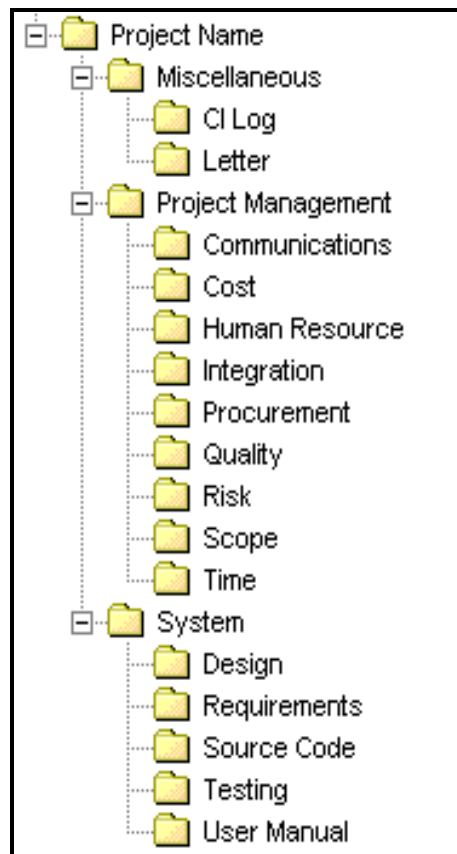 Project Name
Miscellaneous
CI Log
Letter
Project Management
Communications
Cost
Human Resource
Integration
Procurement
Quality
Risk
Scope
Time
System
Design
Requirements
Source Code
Testing
User Manual